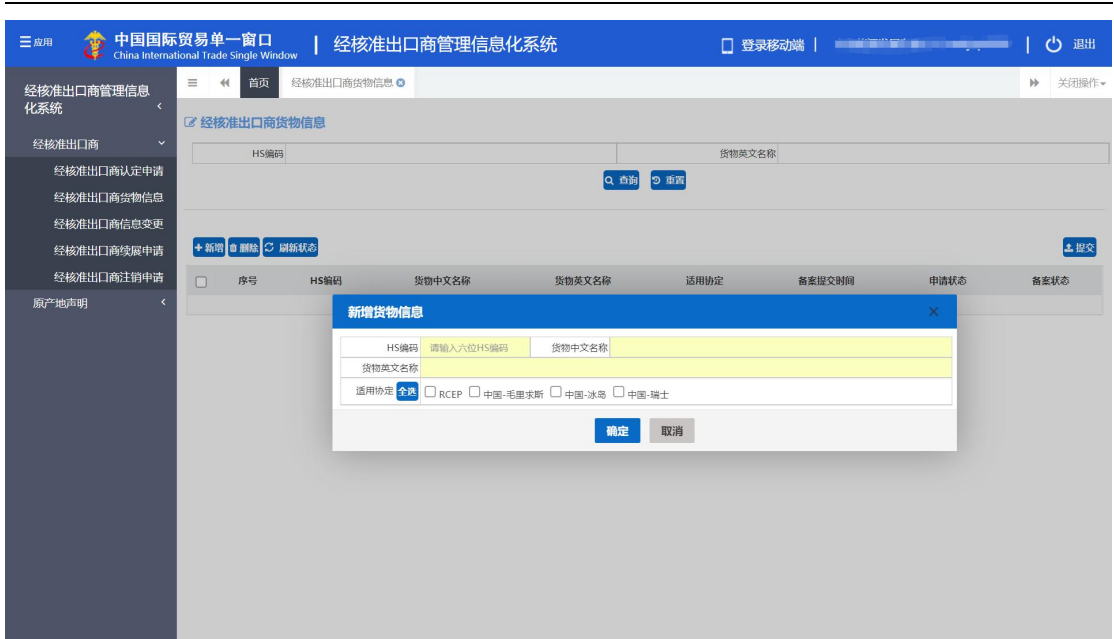 应用
中国国际贸易单一窗口
China International Trade Single Window
经核准出口商管理信息化系统
登录移动端
退出
经核准出口商管理信息
化系统
首页
经核准出口商货物信息
关闭操作
经核准出口商
经核准出口商认定申请
经核准出口商货物信息
经核准出口商信息变更
经核准出口商续展申请
经核准出口商注销申请
原产地声明
经核准出口商货物信息
HS编码
货物英文名称
查询
重置
新增
删除
刷新状态
提交
序号 HS编码 货物中文名称 货物英文名称 适用协定 备案提交时间 申请状态 备案状态
新增货物信息
HS编码 请输入六位HS编码 货物中文名称
货物英文名称
适用协定 全选 RCEP 中国-毛里求斯 中国-冰岛 中国-瑞士
确定 取消